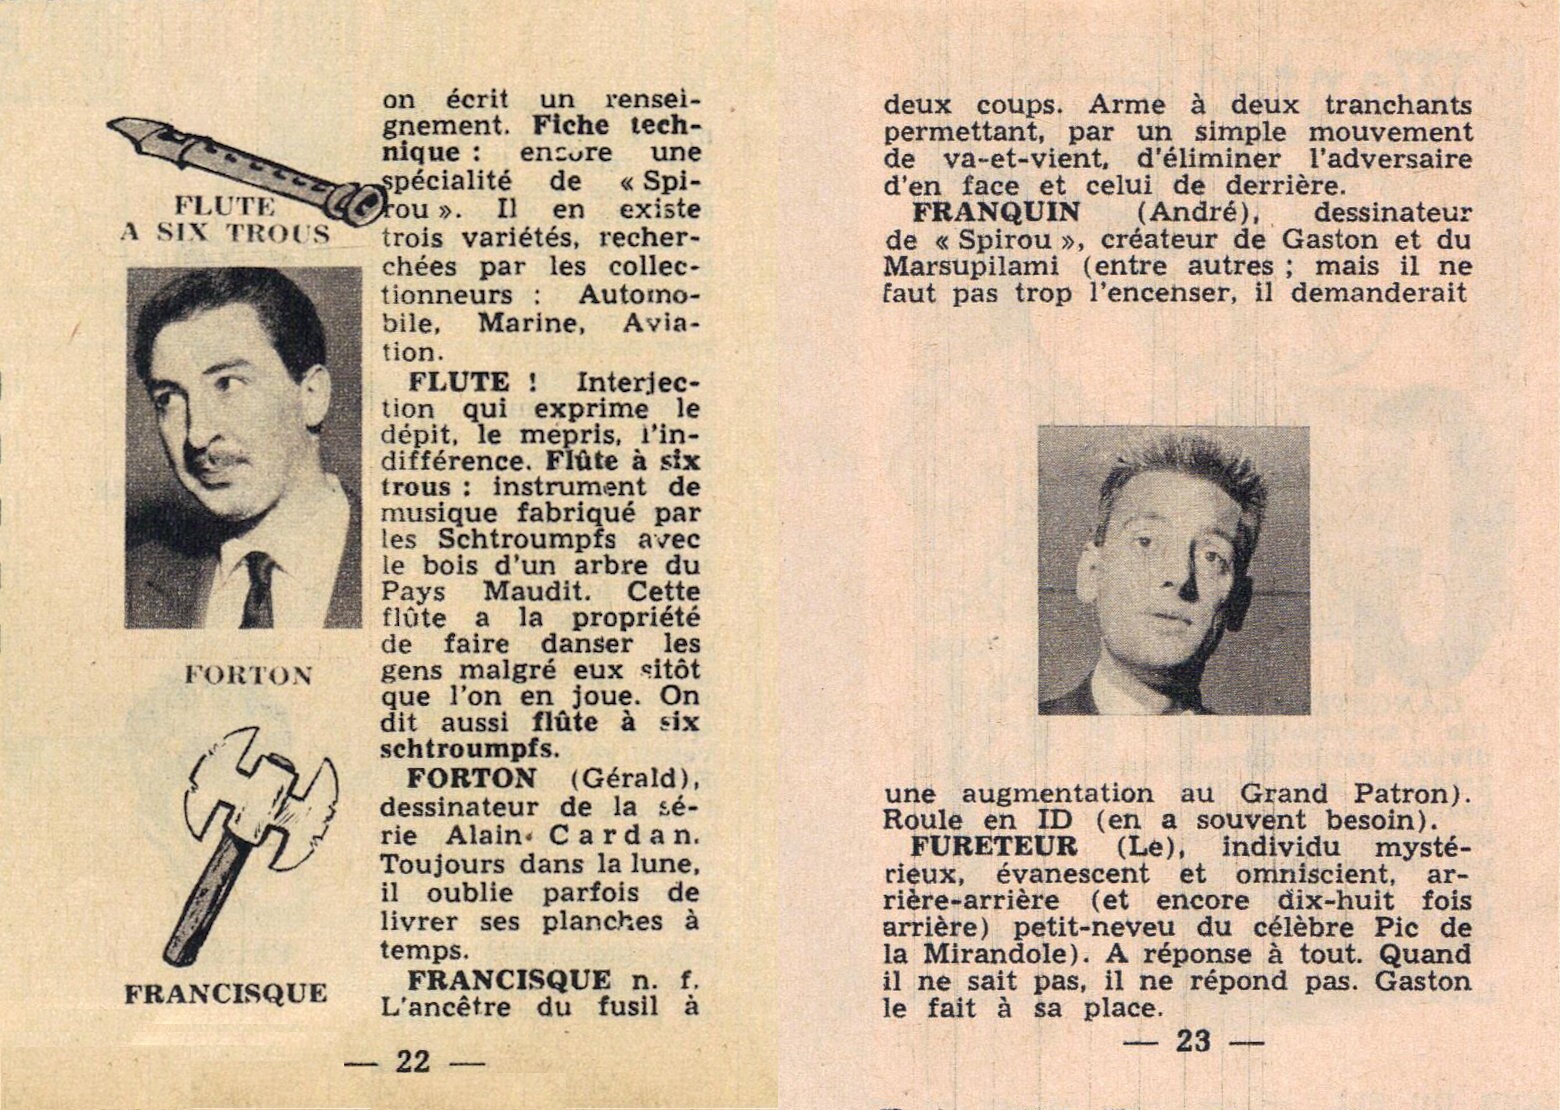 FLUTE
A SIX TROUS
FORTON
FRANCISQUE
on écrit un rensei-
gnement. Fiche tech-
nique : encore une
spécialité de « Spi-
rou ». Il en existe
trois variétés, recher-
chées par les collec-
tionneurs : Automo-
bile, Marine, Avia-
tion.
FLUTE ! Interjec-
tion qui exprime le
dépit, le mepris, l'in-
différence. Flûte à six
trous : instrument de
musique fabriqué par
les Schtroumpfs avec
le bois d'un arbre du
Pays Maudit. Cette
flûte a la propriété
de faire danser les
gens malgré eux sitôt
que l'on en joue. On
dit aussi flûte à six
schtroumpfs.
FORTON (Gérald),
dessinateur de la sé-
rie Alain Cardan.
Toujours dans la lune,
il oublie parfois de
livrer ses planches à
temps.
FRANCISQUE n. f.
L'ancêtre du fusil à
— 22 —
deux coups. Arme à deux tranchants
permettant, par un simple mouvement
de va-et-vient, d'éliminer l'adversaire
d'en face et celui de derrière.
FRANQUIN (André), dessinateur
de « Spirou », créateur de Gaston et du
Marsupilami (entre autres ; mais il ne
faut pas trop l'encenser, il demanderait
une augmentation au Grand Patron).
Roule en ID (en a souvent besoin).
FURETEUR (Le), individu mysté-
rieux, évanescent et omniscient, ar-
rière-arrière (et encore dix-huit fois
arrière) petit-neveu du célèbre Pic de
la Mirandole). A réponse à tout. Quand
il ne sait pas, il ne répond pas. Gaston
le fait à sa place.
— 23 —